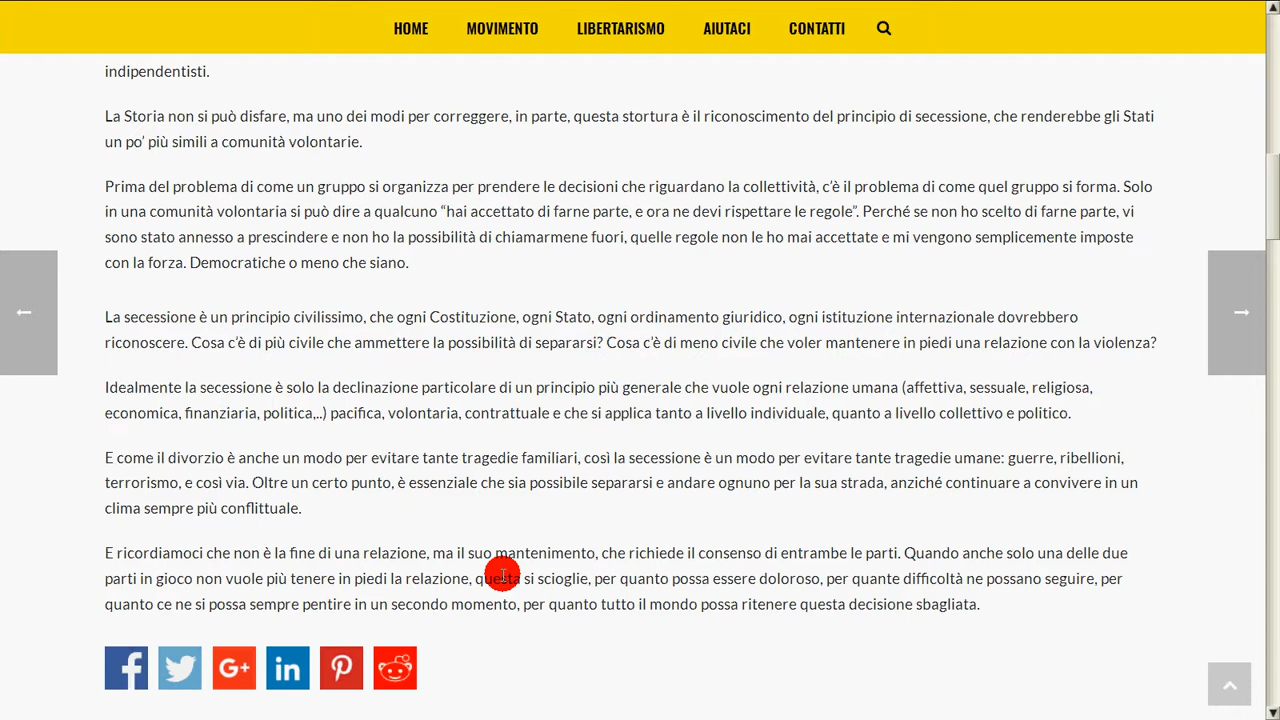 HOME MOVIMENTO LIBERTARISMO AIUTACI CONTATTI
indipendentisti.
La Storia non si può disfare, ma uno dei modi per correggere, in parte, questa stortura è il riconoscimento del principio di secessione, che renderebbe gli Stati
un po’ più simili a comunità volontarie.
Prima del problema di come un gruppo si organizza per prendere le decisioni che riguardano la collettività, c’è il problema di come quel gruppo si forma. Solo
in una comunità volontaria si può dire a qualcuno “hai accettato di farne parte, e ora ne devi rispettare le regole”. Perché se non ho scelto di farne parte, vi
sono stato annesso a prescindere e non ho la possibilità di chiamarmene fuori, quelle regole non le ho mai accettate e mi vengono semplicemente imposte
con la forza. Democratiche o meno che siano.
La secessione è un principio civilissimo, che ogni Costituzione, ogni Stato, ogni ordinamento giuridico, ogni istituzione internazionale dovrebbero
riconoscere. Cosa c’è di più civile che ammettere la possibilità di separarsi? Cosa c’è di meno civile che voler mantenere in piedi una relazione con la violenza?
Idealmente la secessione è solo la declinazione particolare di un principio più generale che vuole ogni relazione umana (affettiva, sessuale, religiosa,
economica, finanziaria, politica,..) pacifica, volontaria, contrattuale e che si applica tanto a livello individuale, quanto a livello collettivo e politico.
E come il divorzio è anche un modo per evitare tante tragedie familiari, così la secessione è un modo per evitare tante tragedie umane: guerre, ribellioni,
terrorismo, e così via. Oltre un certo punto, è essenziale che sia possibile separarsi e andare ognuno per la sua strada, anziché continuare a convivere in un
clima sempre più conflittuale.
E ricordiamoci che non è la fine di una relazione, ma il suo mantenimento, che richiede il consenso di entrambe le parti. Quando anche solo una delle due
parti in gioco non vuole più tenere in piedi la relazione, questa si scioglie, per quanto possa essere doloroso, per quante difficoltà ne possano seguire, per
quanto ce ne si possa sempre pentire in un secondo momento, per quanto tutto il mondo possa ritenere questa decisione sbagliata.